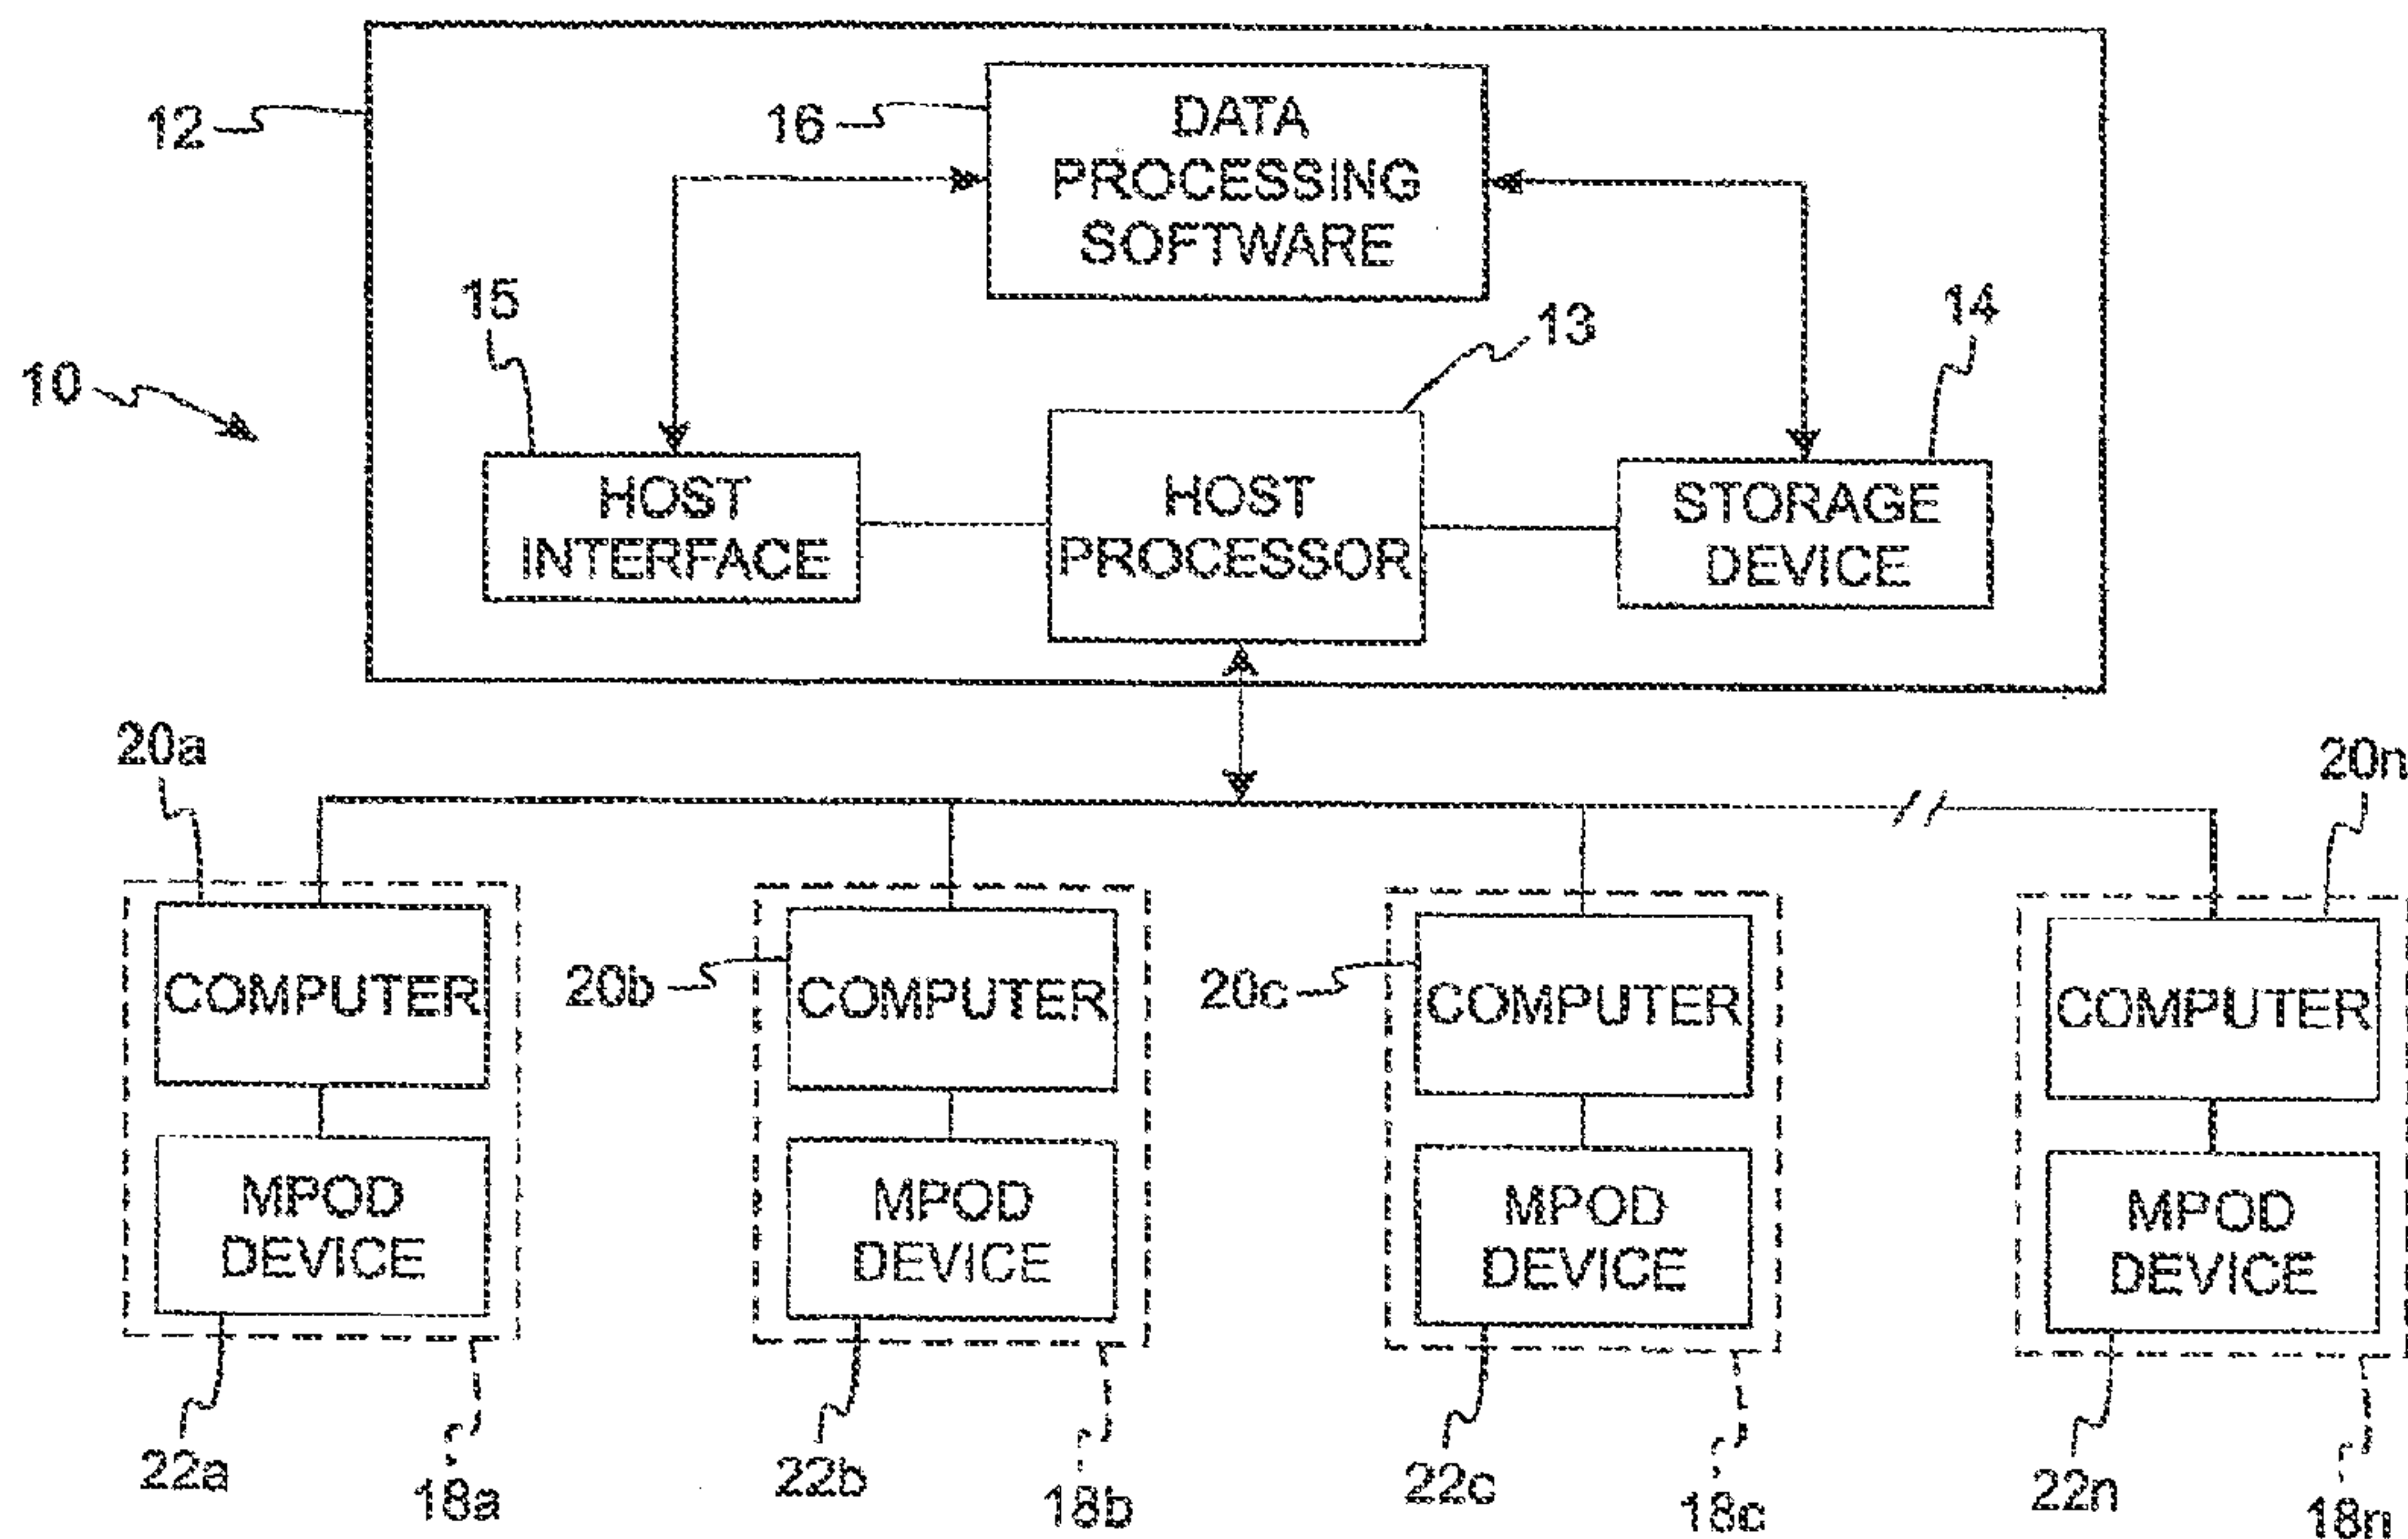 12
16
DATA
PROCESSING
SOFTWARE
15
14
13
10
HOST
INTERFACE
HOST
PROCESSOR
STORAGE
DEVICE
20a
20n
COMPUTER
20b
COMPUTER
20c
COMPUTER
COMPUTER
MPOD
DEVICE
MPOD
DEVICE
MPOD
DEVICE
MPOD
DEVICE
22a
18a
22b
18b
22c
18c
22n
18n